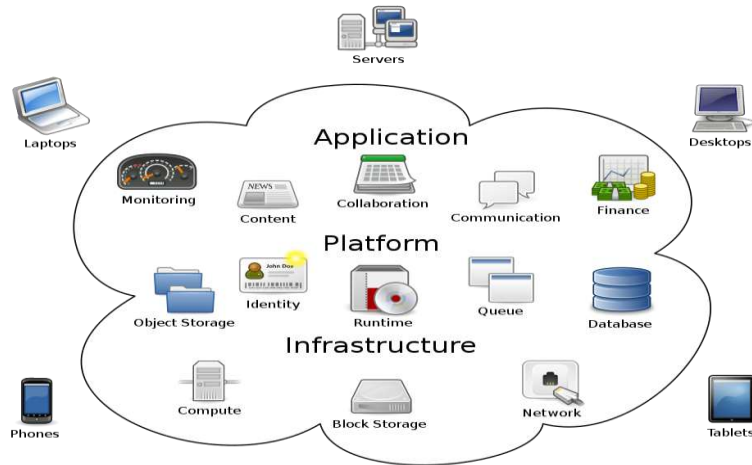 Servers
Laptops
Desktops
Application
Monitoring
NEWS
Content
Collaboration
Communication
Finance
Platform
Object Storage
John Doe
Identity
Runtime
Queue
Database
Infrastructure
Compute
Block Storage
Network
Phones
Tablets